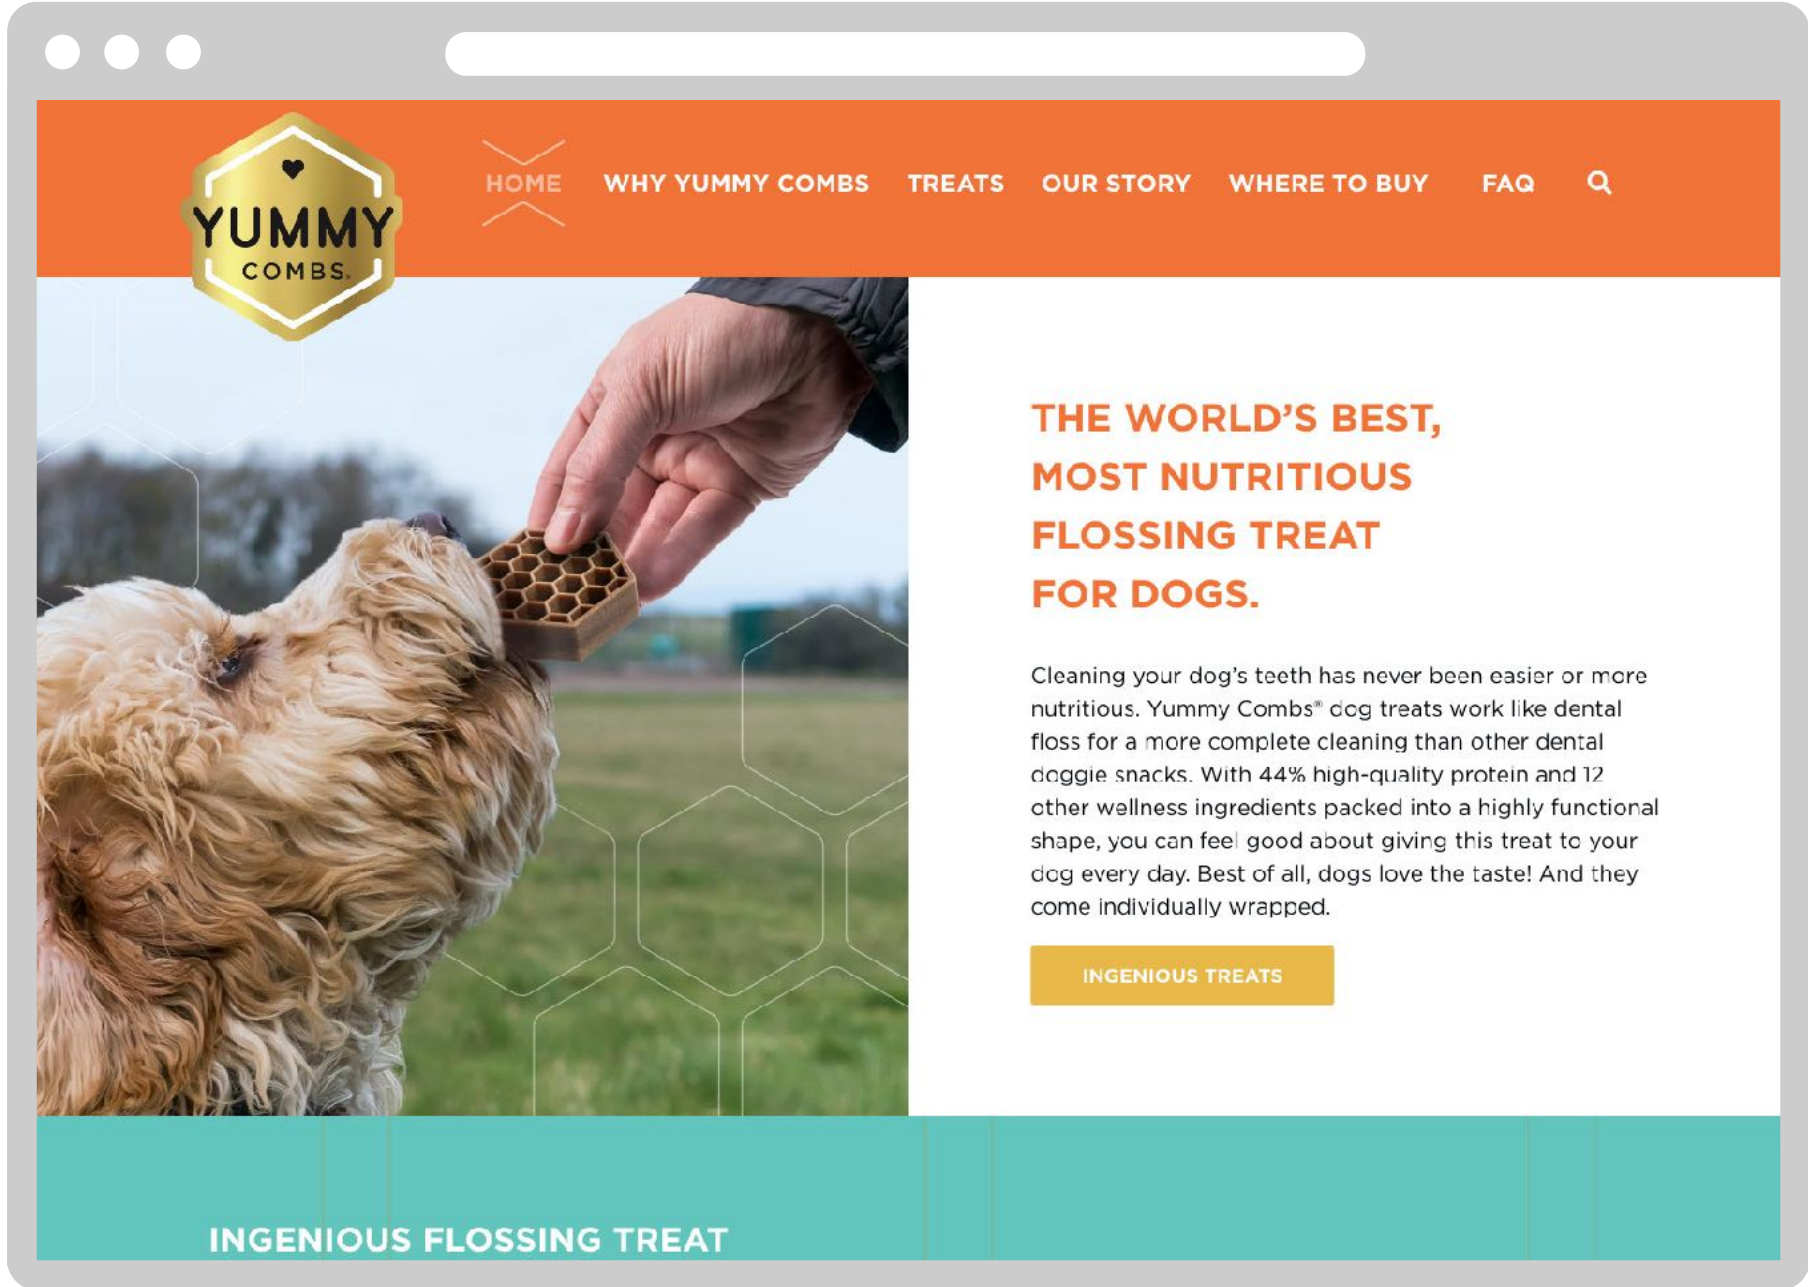 YUMMY
COMBS.
HOME
WHY YUMMY COMBS
TREATS
OUR STORY
WHERE TO BUY
FAQ
THE WORLD'S BEST,
MOST NUTRITIOUS
FLOSSING TREAT
FOR DOGS.
Cleaning your dog's teeth has never been easier or more
nutritious. Yummy Combs® dog treats work like dental
floss for a more complete cleaning than other dental
doggie snacks. With 44% high-quality protein and 12
other wellness ingredients packed into a highly functional
shape, you can feel good about giving this treat to your
dog every day. Best of all, dogs love the taste! And they
come individually wrapped.
INGENIOUS TREATS
INGENIOUS FLOSSING TREAT